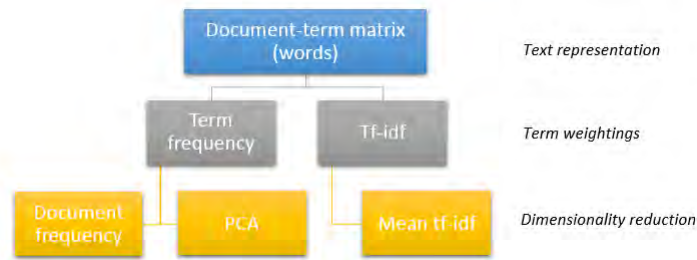 Document-term matrix
(words)
Text representation
Term
frequency
Tf-idf
Term weightings
Document
frequency
PCA
Mean tf-idf
Dimensionality reduction